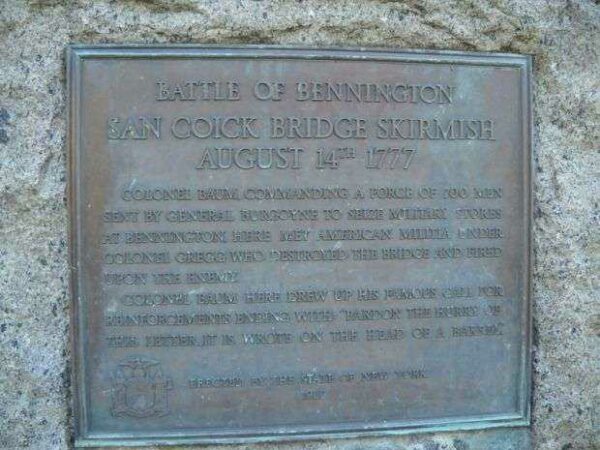 BATTLE OF BENNINGTON
SAN COICK BRIDGE SKIRMISH
AUGUST 14TH 1777
COLONEL BAUM, COMMANDING A FORCE OF 700 MEN
SENT BY GENERAL BURGOYNE TO SEIZE MILITARY STORES
AT BENNINGTON, HERE MET AMERICAN MILITIA UNDER
COLONEL GREGG WHO DESTROYED THE BRIDGE AND FIRED
UPON THE ENEMY
COLONEL BAUM HERE DREW UP HIS FAMOUS CALL FOR
REINFORCEMENTS ENDING WITH: "PARDON THE HURRY OF
THIS LETTER, IT IS WROTE ON THE HEAD OF A BARREL"
ERECTED BY THE STATE OF NEW YORK